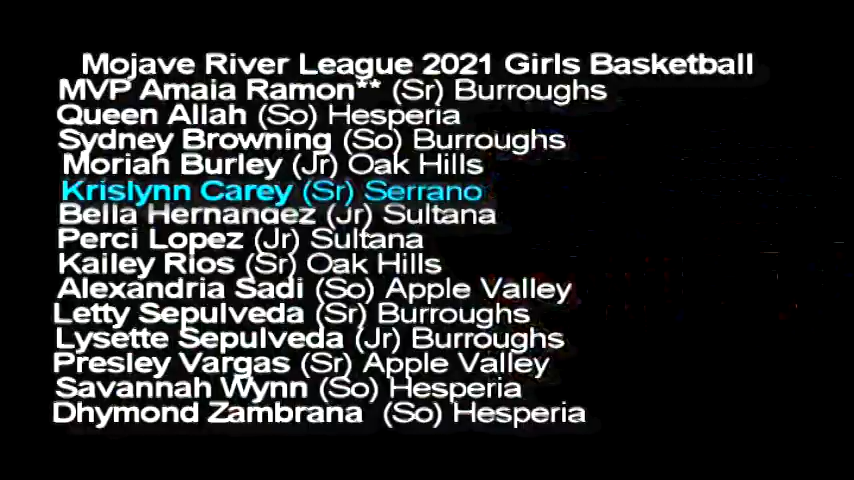 Mojave River League 2021 Girls Basketball
MVP Amaia Ramon** (Sr) Burroughs
Queen Allah (So) Hesperia
Sydney Browning (So) Burroughs
Moriah Burley (Jr) Oak Hills
Krislynn Carey (Sr) Serrano
Bella Hernandez (Jr) Sultana
Perci Lopez (Jr) Sultana
Kailey Rios (Sr) Oak Hills
Alexandria Sadi (So) Apple Valley
Letty Sepulveda (Sr) Burroughs
Lysette Sepulveda (Jr) Burroughs
Presley Vargas (Sr) Apple Valley
Savannah Wynn (So) Hesperia
Dhymond Zambrana (So) Hesperia